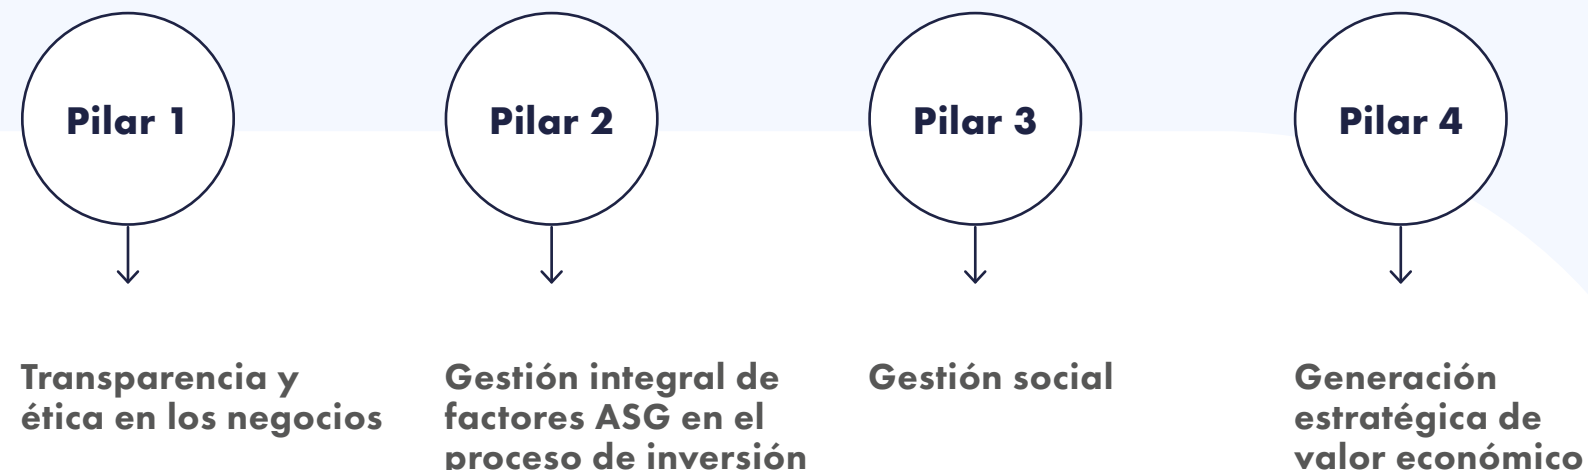 Pilar 1
Pilar 2
Pilar 3
Pilar 4
Transparencia y
ética en los negocios
Gestión integral de
factores ASG en el
proceso de inversión
Gestión social
Generación
estratégica de
valor económico